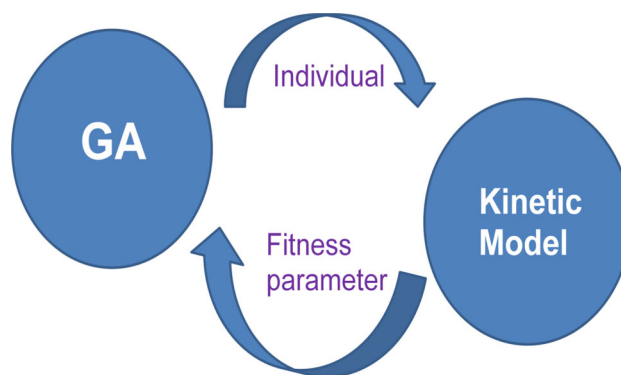 Individual
GA
Kinetic
Model
Fitness
parameter